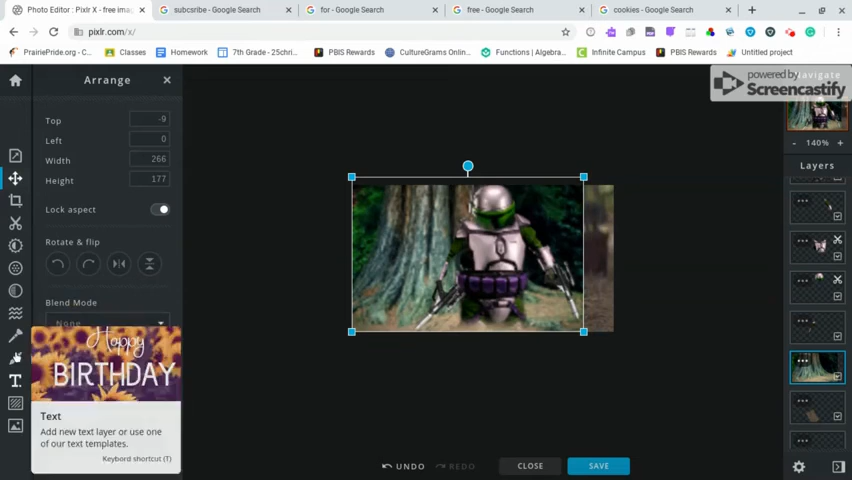 Photo Editor : Pixlr X - free imag
subcsribe - Google Search
for - Google Search
free - Google Search
cookies - Google Search
pixlr.com/x/
PrairiePride.org - C...
Classes
Homework
7th Grade - 25chri...
PBIS Rewards
CultureGrams Onlin...
Functions | Algebra...
Infinite Campus
PBIS Rewards
Untitled project
powered by
Screencastify
Navigate
Arrange
Top
-9
Left
0
Width
266
Height
177
Lock aspect
Rotate & flip
Blend Mode
None
Happy
BIRTHDAY
Text
Add new text layer or use one
of our text templates.
Keybord shortcut (T)
- 140% +
Layers
UNDO
REDO
CLOSE
SAVE